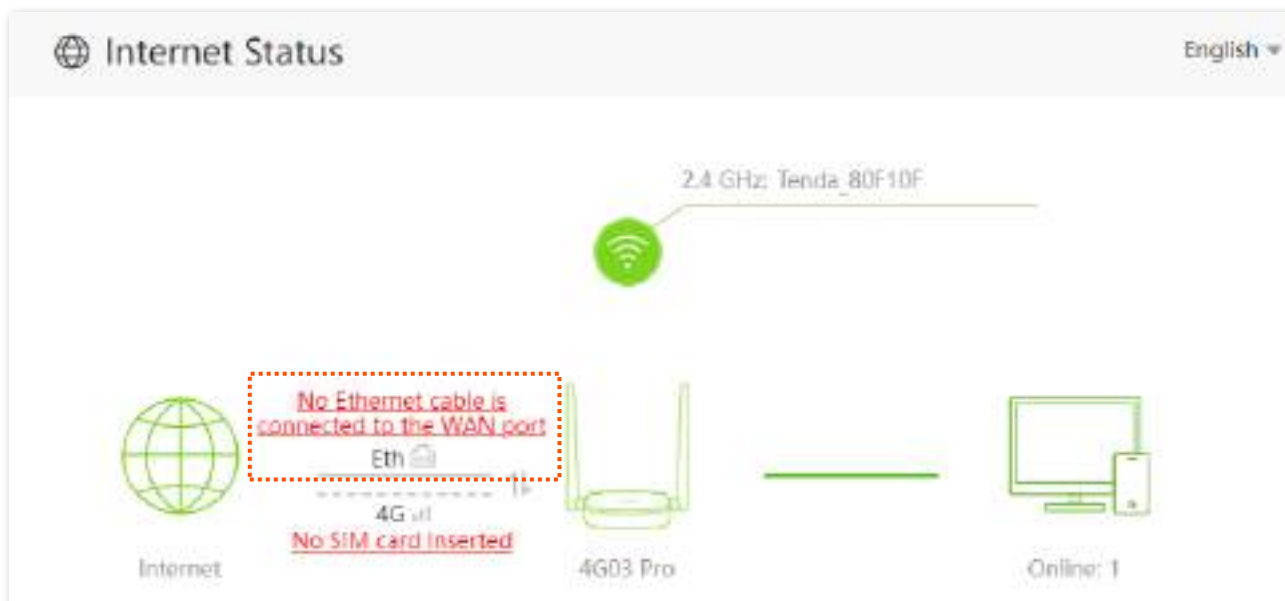 Internet Status
English
2.4 GHz: Tenda_80F10F
No Ethernet cable is
connected to the WAN port
Eth
4G
No SIM card inserted
Internet
4G03 Pro
Online: 1